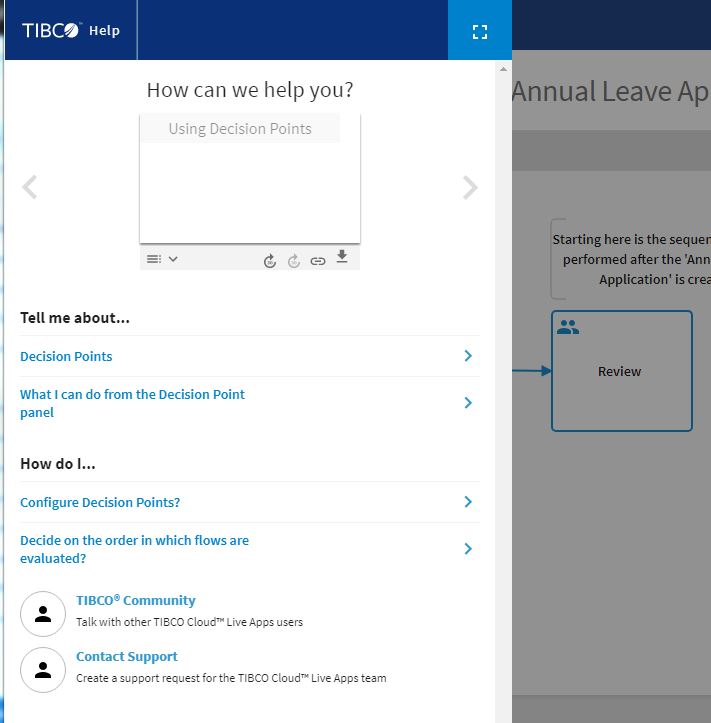 TIBCO™ Help
How can we help you?
Using Decision Points
Tell me about...
Decision Points
What I can do from the Decision Point
panel
How do I...
Configure Decision Points?
Decide on the order in which flows are
evaluated?
TIBCO® Community
Talk with other TIBCO Cloud™ Live Apps users
Contact Support
Create a support request for the TIBCO Cloud™ Live Apps team
Annual Leave Ap
Starting here is the sequen
performed after the 'Ann
Application' is crea
Review